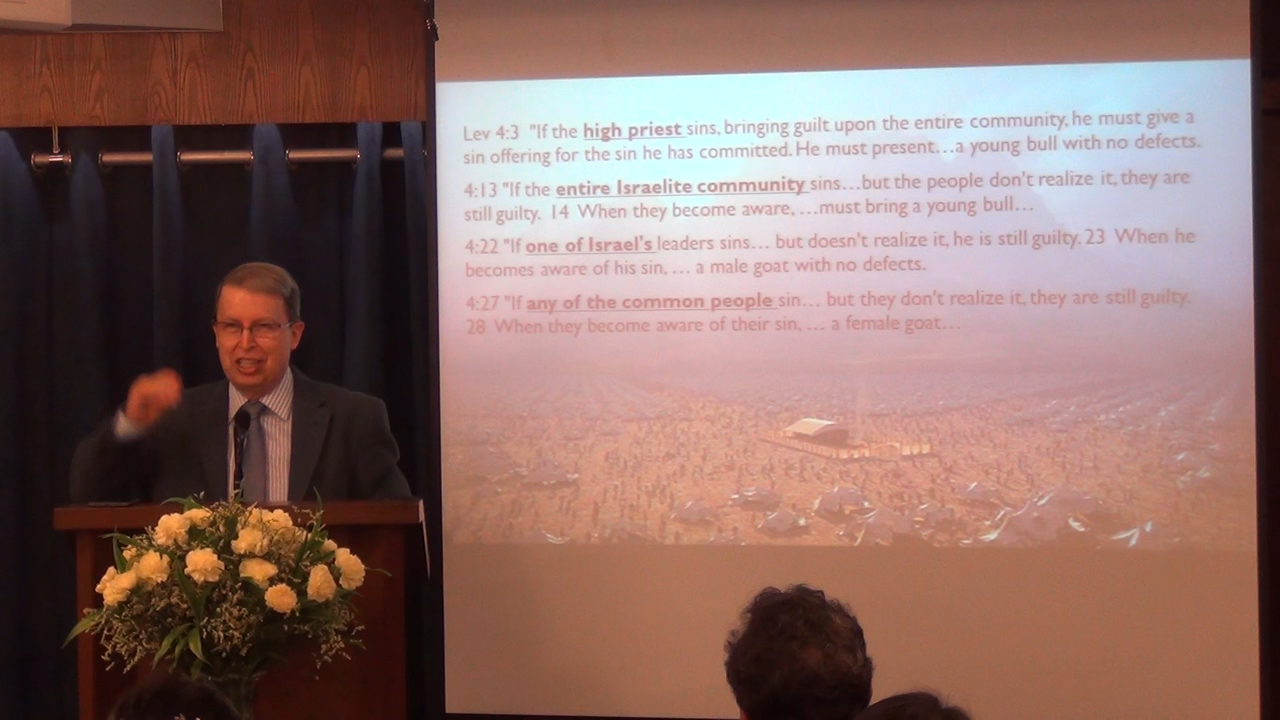 Lev 4:3 "If the high priest sins, bringing guilt upon the entire community, he must give a
sin offering for the sin he has committed. He must present…a young bull with no defects.
4:13 "If the entire Israelite community sins…but the people don't realize it, they are
still guilty. 14 When they become aware, …must bring a young bull…
4:22 "If one of Israel's leaders sins… but doesn't realize it, he is still guilty. 23 When he
becomes aware of his sin, … a male goat with no defects.
4:27 "If any of the common people sin… but they don't realize it, they are still guilty.
28 When they become aware of their sin, … a female goat…